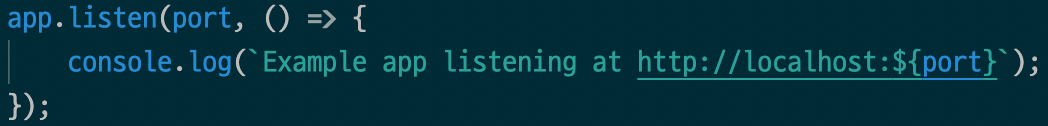 app.listen(port, () => {
    console.log(`Example app listening at http://localhost:${port}`);
});